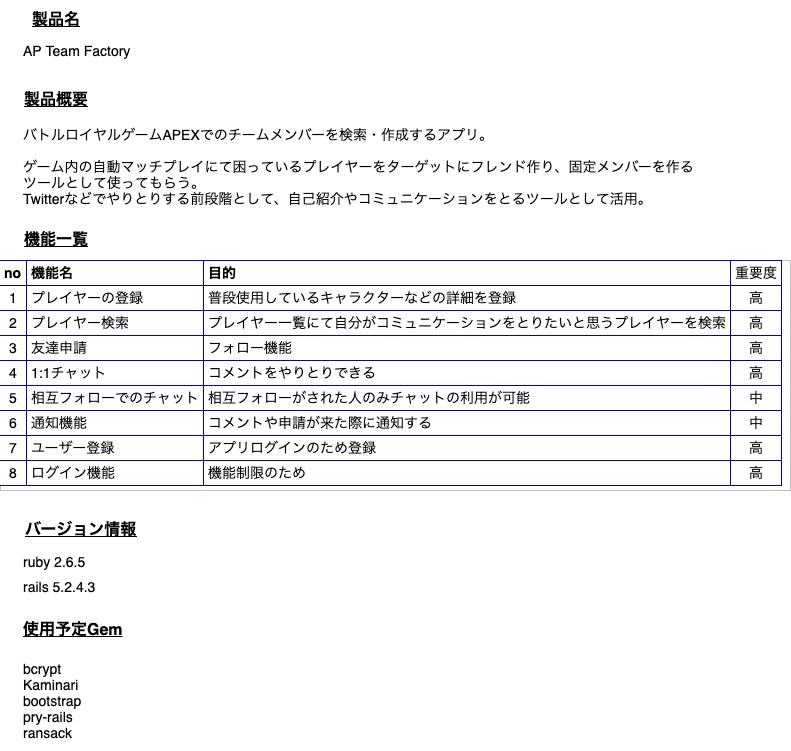 製品名
AP Team Factory
製品概要
バトルロイヤルゲームAPEXでのチームメンバーを検索・作成するアプリ。
ゲーム内の自動マッチプレイにて困っているプレイヤーをターゲットにフレンド作り、固定メンバーを作る
ツールとして使ってもらう。
Twitterなどでやりとりする前段階として、自己紹介やコミュニケーションをとるツールとして活用。
機能一覧
no 機能名 目的 重要度
1 プレイヤーの登録 普段使用しているキャラクターなどの詳細を登録 高
2 プレイヤー検索 プレイヤー一覧にて自分がコミュニケーションをとりたいと思うプレイヤーを検索 高
3 友達申請 フォロー機能 高
4 1:1チャット コメントをやりとりできる 高
5 相互フォローでのチャット 相互フォローがされた人のみチャットの利用が可能 中
6 通知機能 コメントや申請が来た際に通知する 中
7 ユーザー登録 アプリログインのため登録 高
8 ログイン機能 機能制限のため 高
バージョン情報
ruby 2.6.5
rails 5.2.4.3
使用予定Gem
bcrypt
Kaminari
bootstrap
pry-rails
ransack